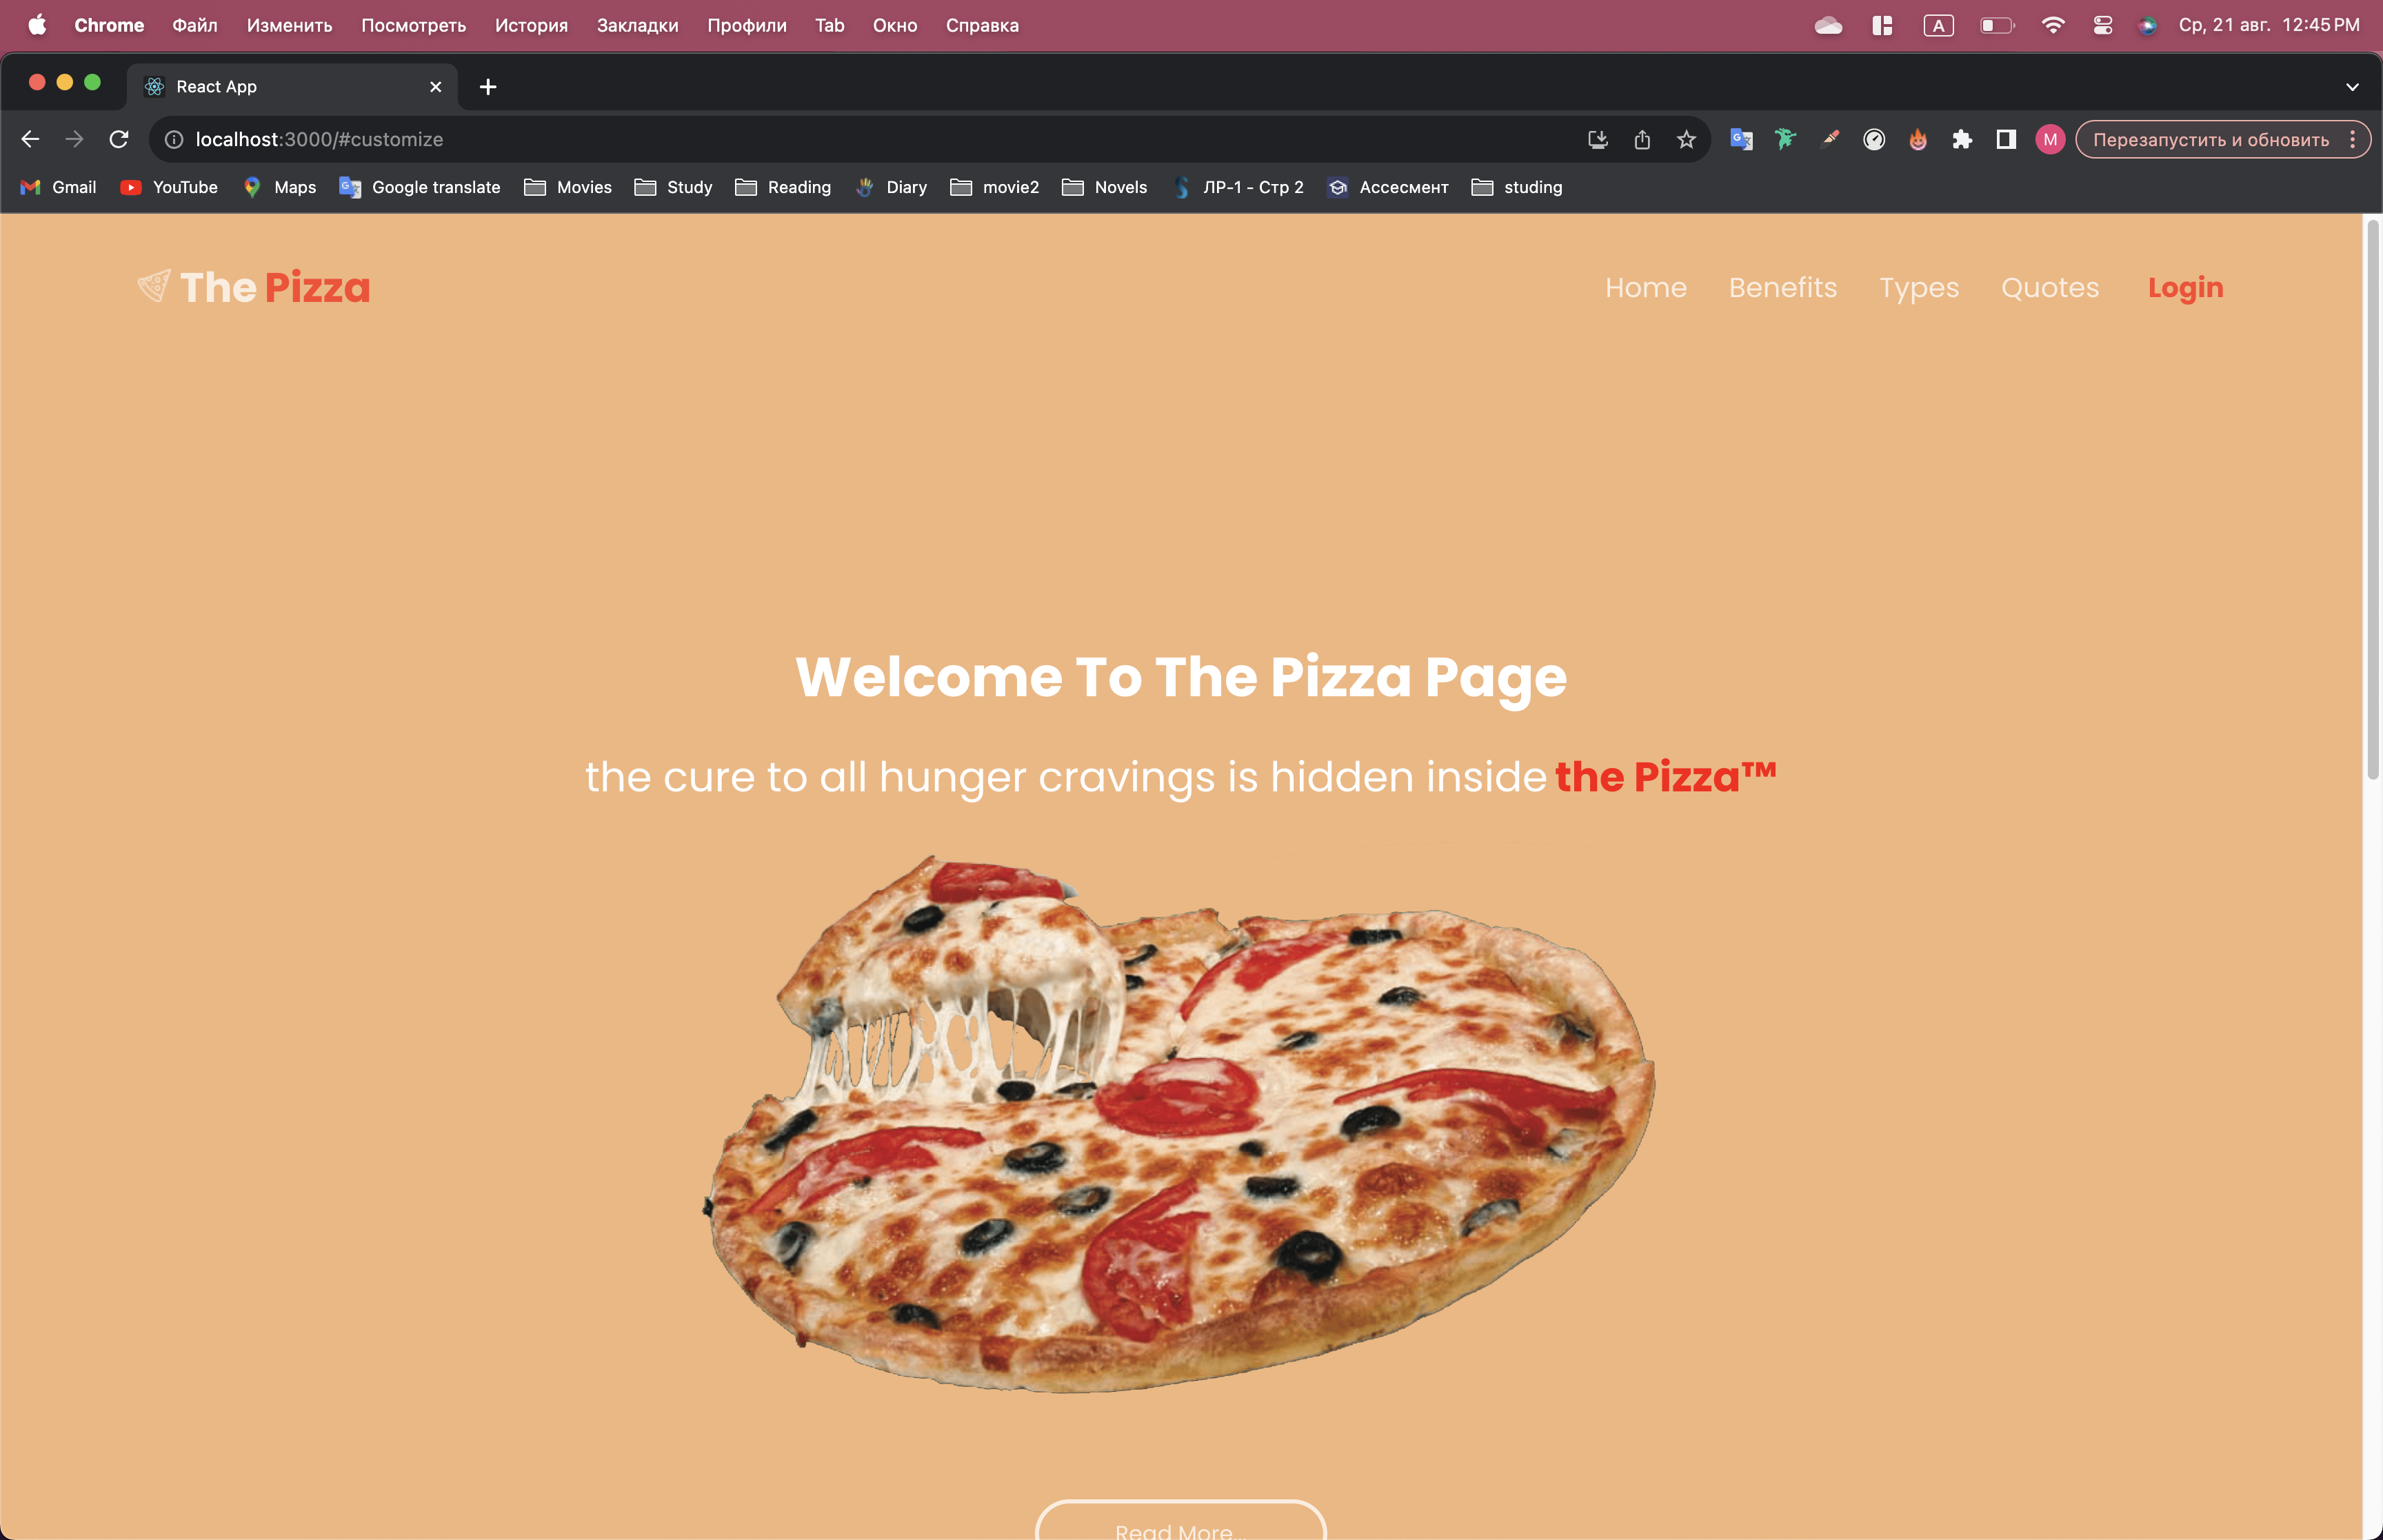 Chrome Файл Изменить Посмотреть История Закладки Профили Tab Окно Справка A Ср, 21 авг. 12:45 PM
React App
localhost:3000/#customize M Перезапустить и обновить
Gmail YouTube Maps Google translate Movies Study Reading Diary movie2 Novels ЛР-1 - Стр 2 Ассесмент studing
The Pizza Home Benefits Types Quotes Login
Welcome To The Pizza Page
the cure to all hunger cravings is hidden inside the Pizza™
Read More...